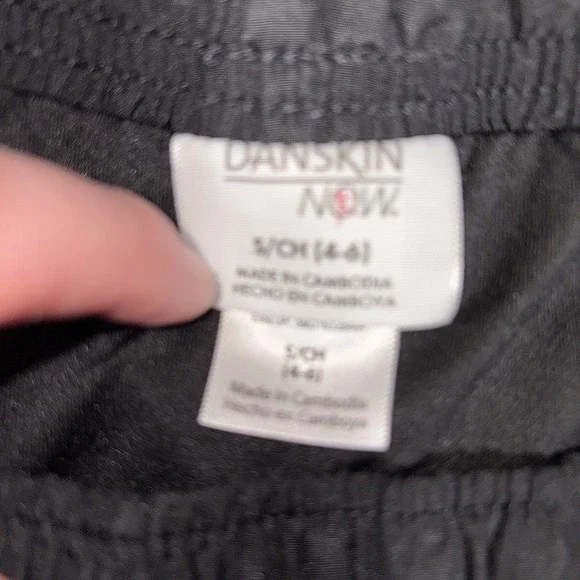 DANSKIN
NOW.
S/CH (4-6)
MADE IN CAMBODIA
HECHO EN CAMBOYA
S/CH
(4-6)
Made in Cambodia
Hecho en Camboya